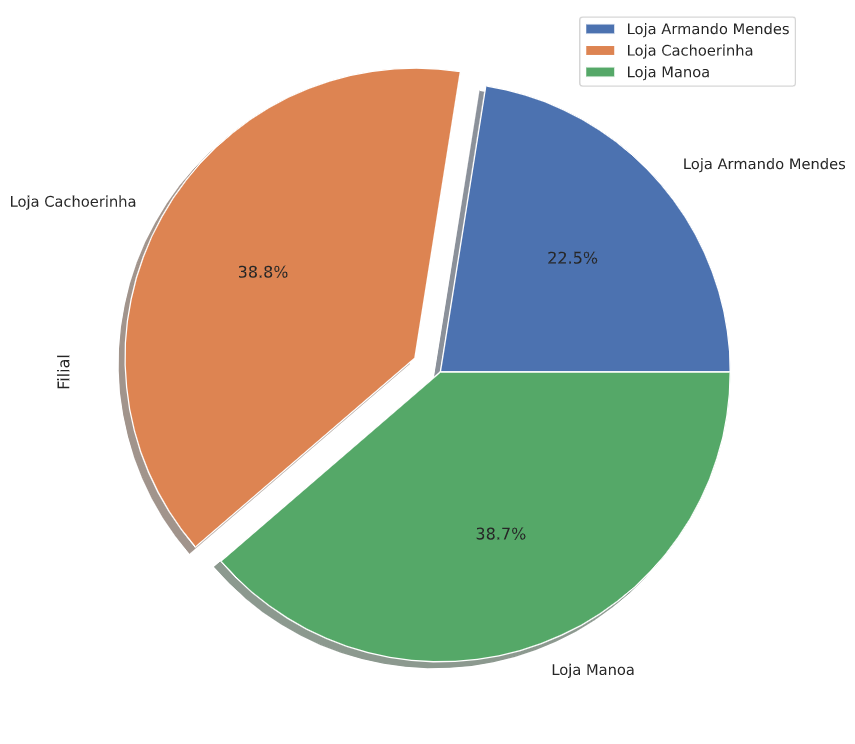 Loja Armando Mendes
Loja Cachoerinha
Loja Manoa
Loja Armando Mendes
Loja Cachoerinha
22.5%
38.8%
Filial
38.7%
Loja Manoa